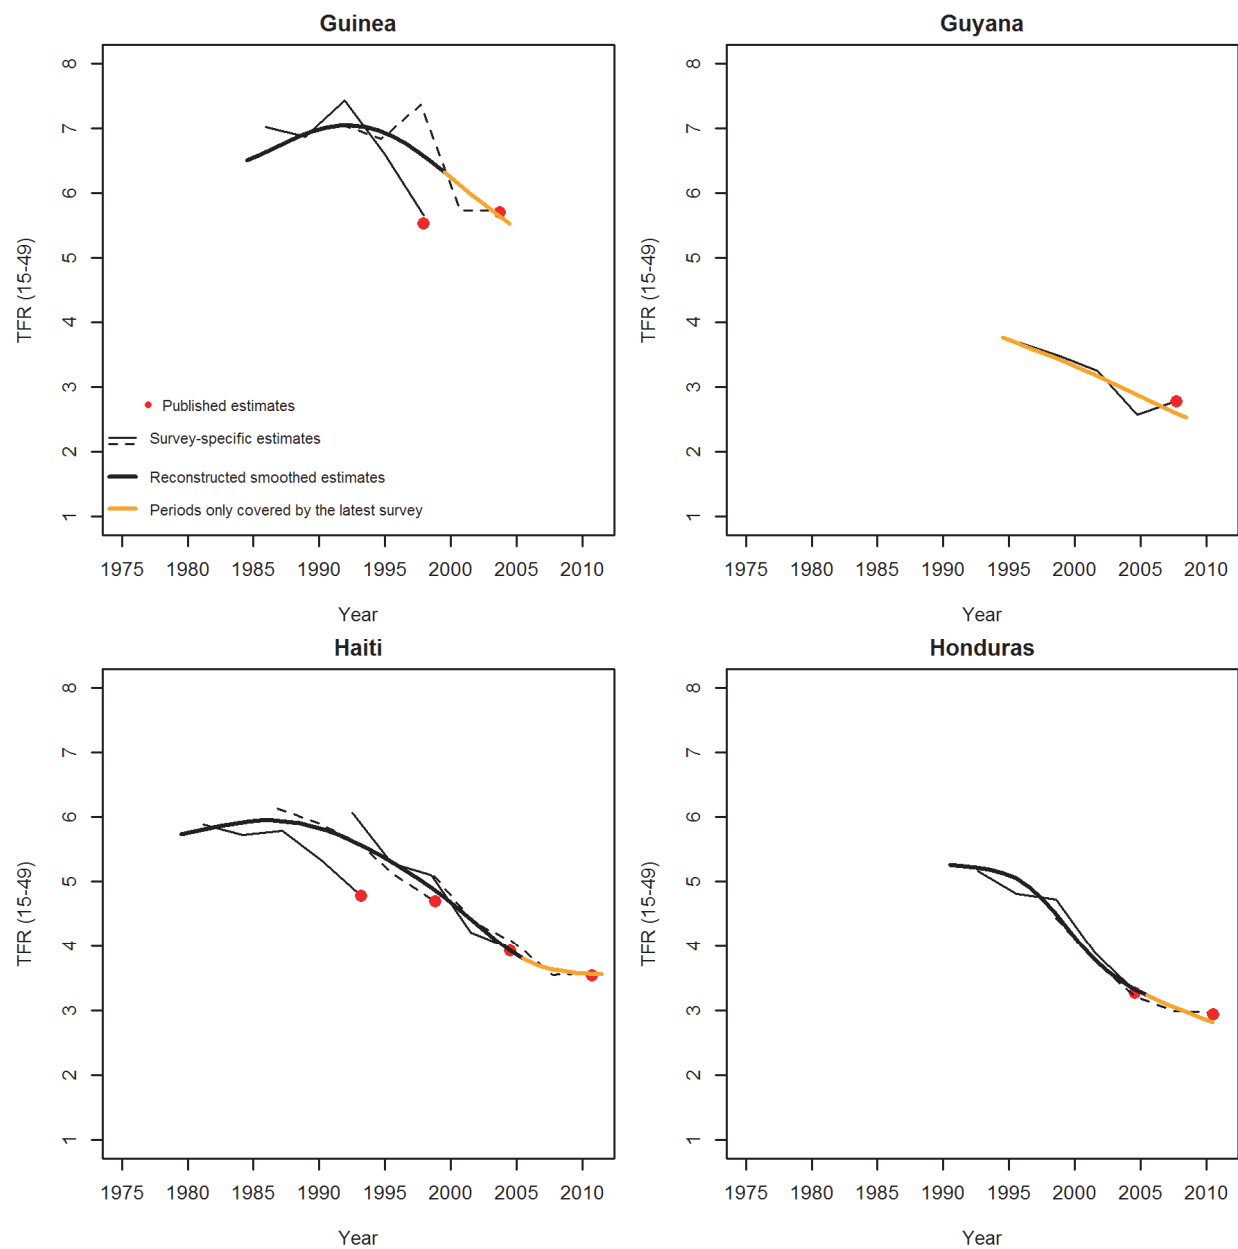 Guinea
8
7
6
5
4
3
2
1
TFR (15-49)
Published estimates
Survey-specific estimates
Reconstructed smoothed estimates
Periods only covered by the latest survey
1975 1980 1985 1990 1995 2000 2005 2010
Year
Guyana
8
7
6
5
4
3
2
1
TFR (15-49)
1975 1980 1985 1990 1995 2000 2005 2010
Year
Haiti
8
7
6
5
4
3
2
1
TFR (15-49)
1975 1980 1985 1990 1995 2000 2005 2010
Year
Honduras
8
7
6
5
4
3
2
1
TFR (15-49)
1975 1980 1985 1990 1995 2000 2005 2010
Year